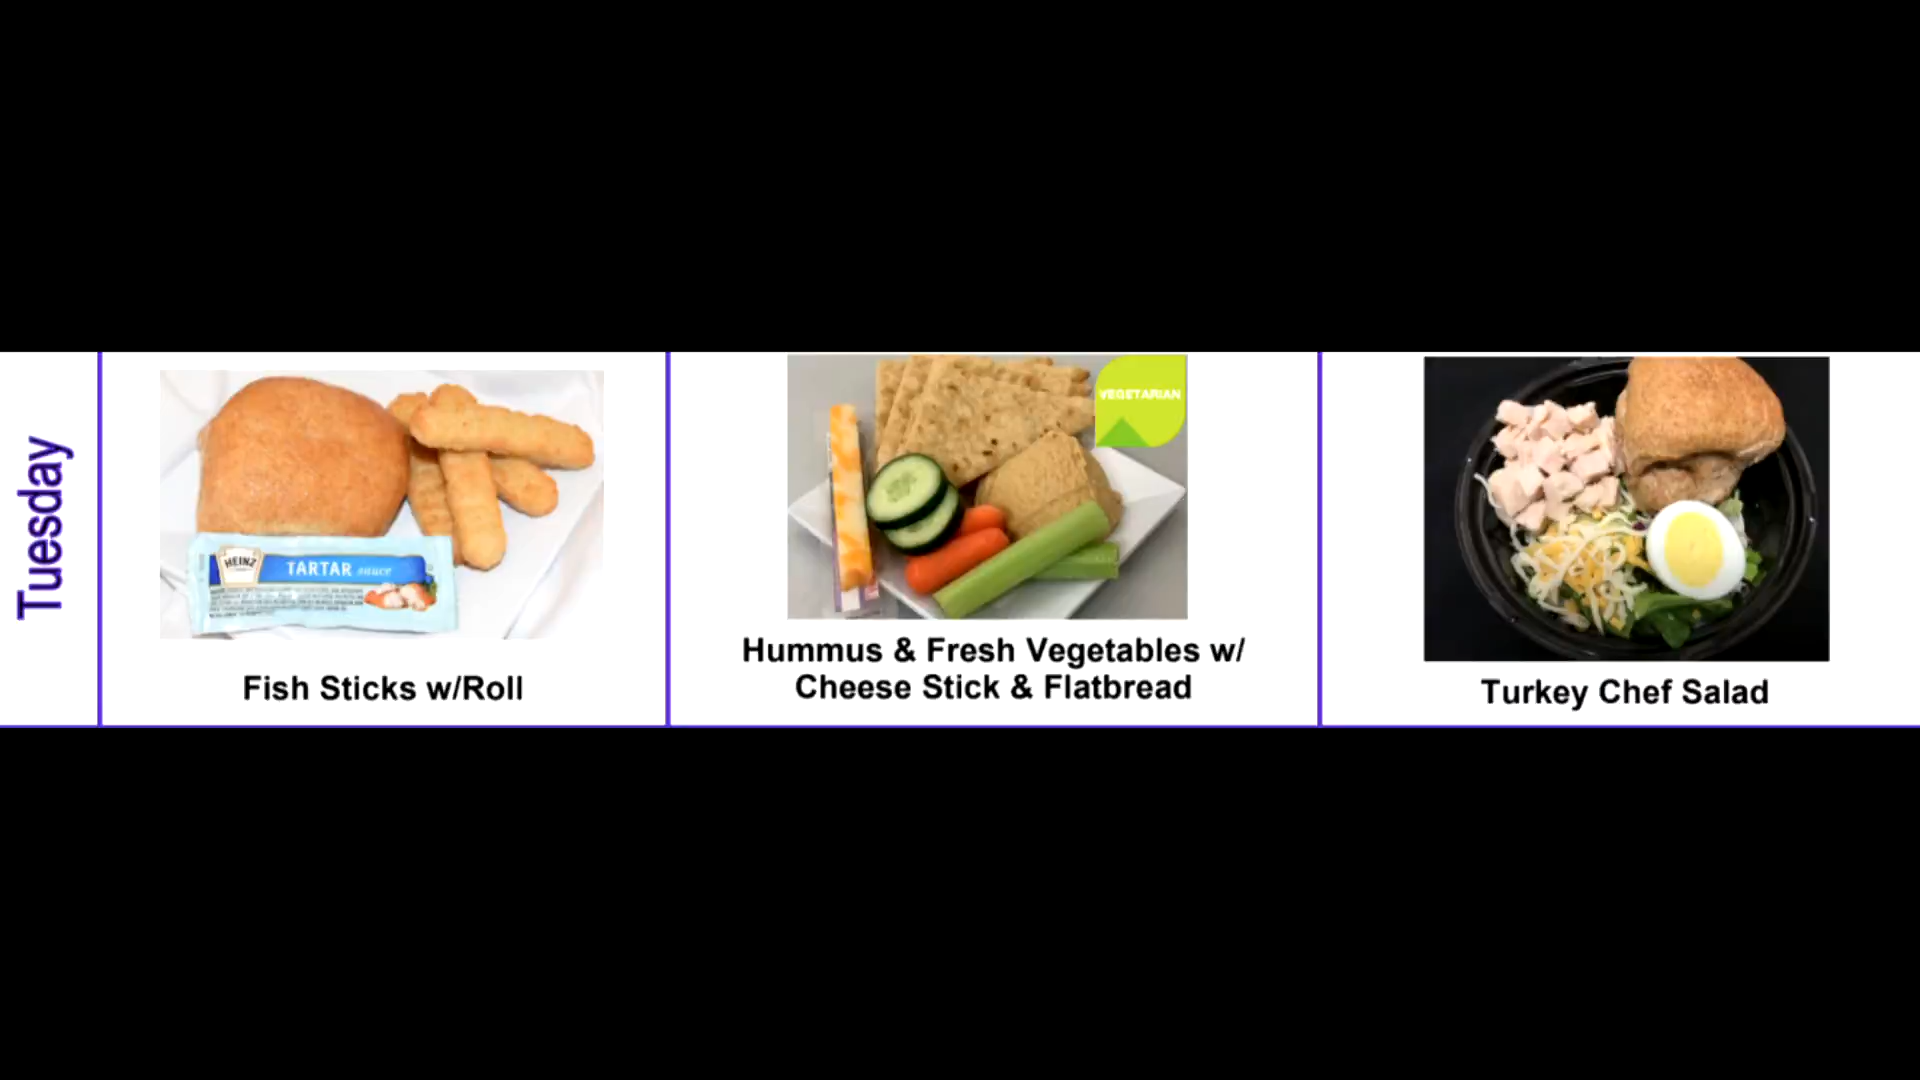 Tuesday
HEINZ
TARTAR sauce
Fish Sticks w/Roll
VEGETARIAN
Hummus & Fresh Vegetables w/
Cheese Stick & Flatbread
Turkey Chef Salad